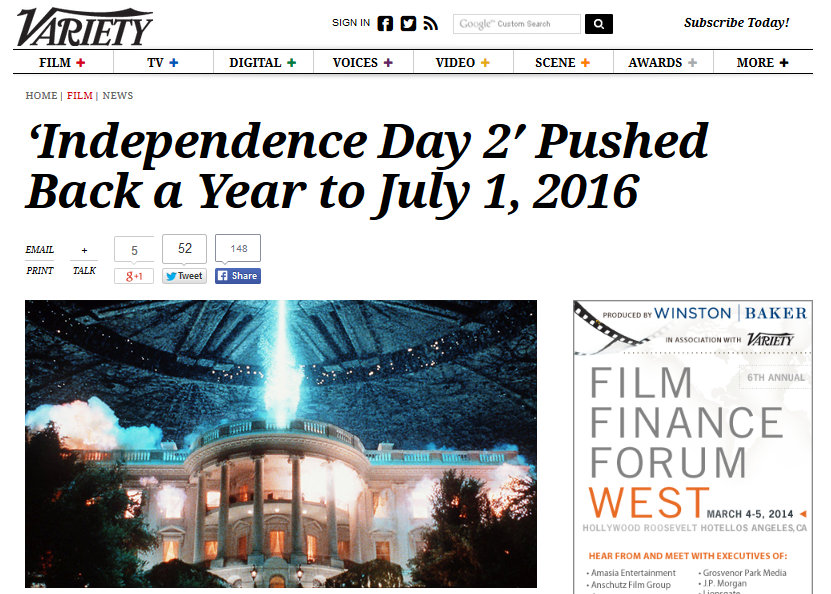 VARIETY
SIGN IN
Google™ Custom Search
Subscribe Today!
FILM +
TV +
DIGITAL +
VOICES +
VIDEO +
SCENE +
AWARDS +
MORE +
HOME | FILM | NEWS
‘Independence Day 2′ Pushed
Back a Year to July 1, 2016
EMAIL
PRINT
+
TALK
5
g+1
52
Tweet
148
Share
PRODUCED BY WINSTON | BAKER
IN ASSOCIATION WITH VARIETY
6TH ANNUAL
FILM
FINANCE
FORUM
WEST MARCH 4-5, 2014
HOLLYWOOD ROOSEVELT HOTELLOS ANGELES,CA
HEAR FROM AND MEET WITH EXECUTIVES OF:
• Amasia Entertainment
• Anschutz Film Group
• Grosvenor Park Media
• J.P. Morgan
• Lionsgate